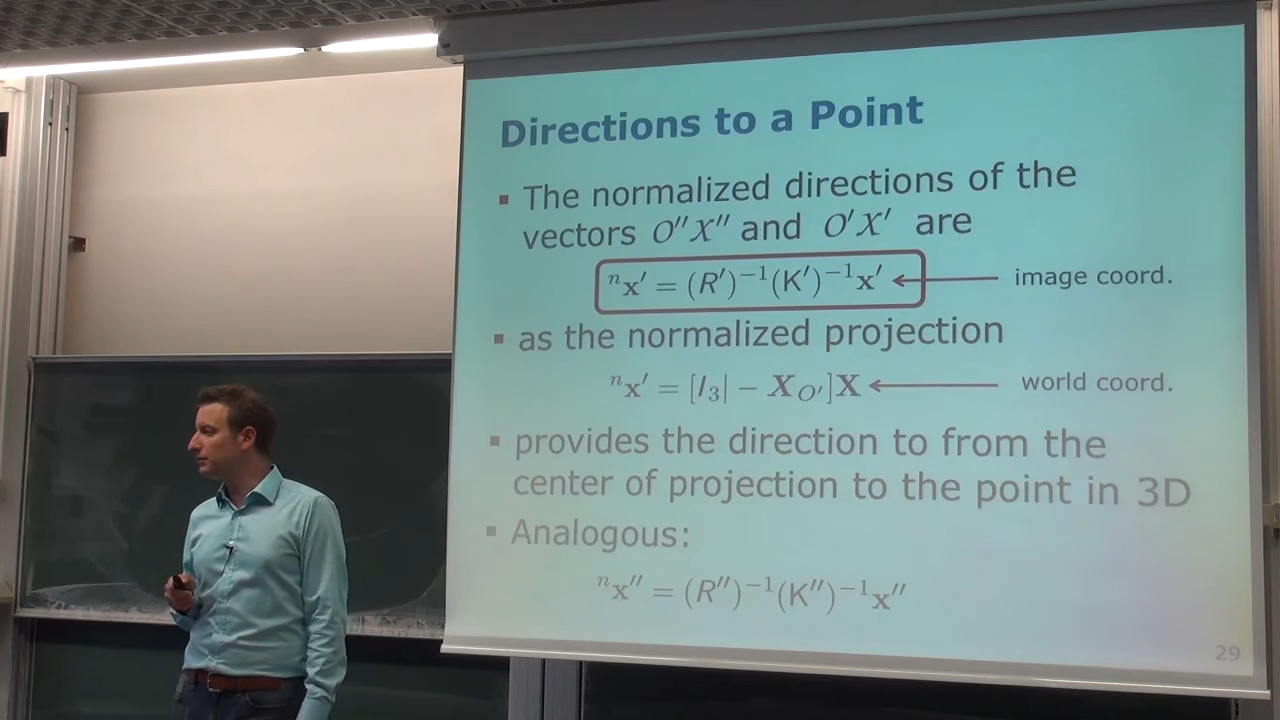 Directions to a Point
▪ The normalized directions of the
vectors O″X″ and O′X′ are
ⁿx′ = (R′)⁻¹(K′)⁻¹x′ ← image coord.
▪ as the normalized projection
ⁿx′ = [I₃| − X_O′]X ← world coord.
▪ provides the direction to from the
center of projection to the point in 3D
▪ Analogous:
ⁿx″ = (R″)⁻¹(K″)⁻¹x″
29